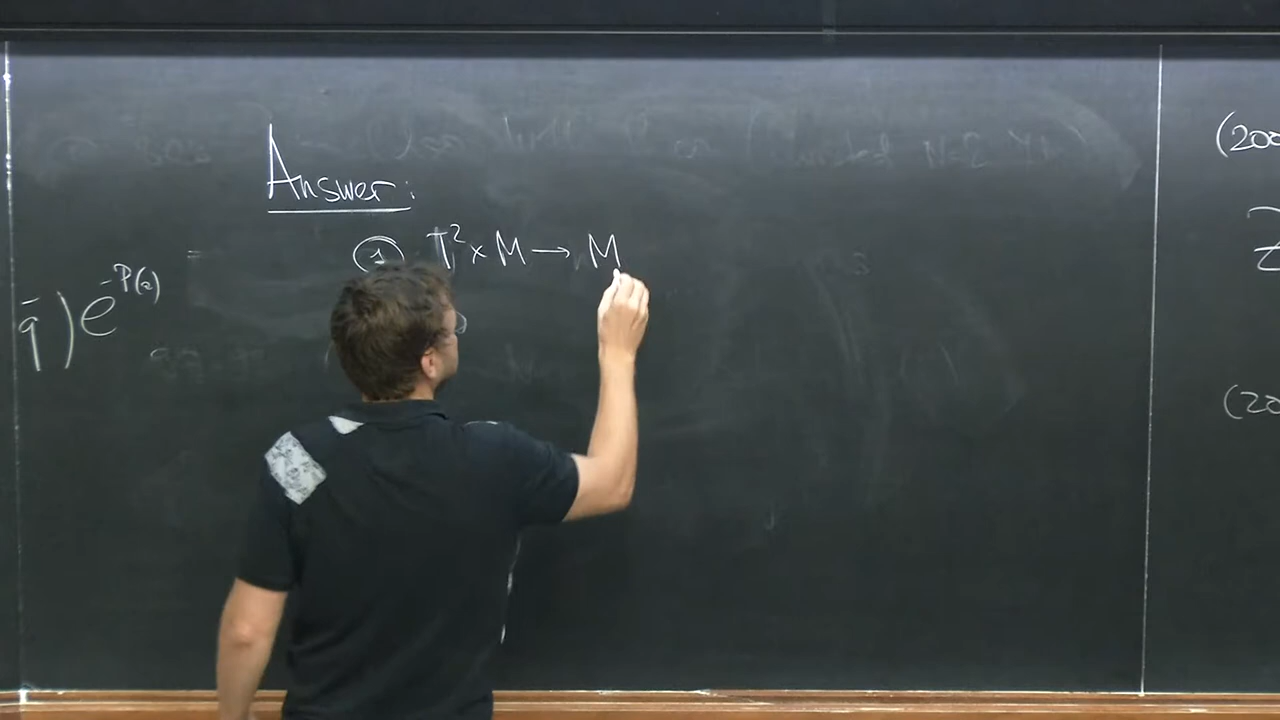 Answer:
① T² × M → M
q̄ ) e^{-P(a)}
(200
Z
(20